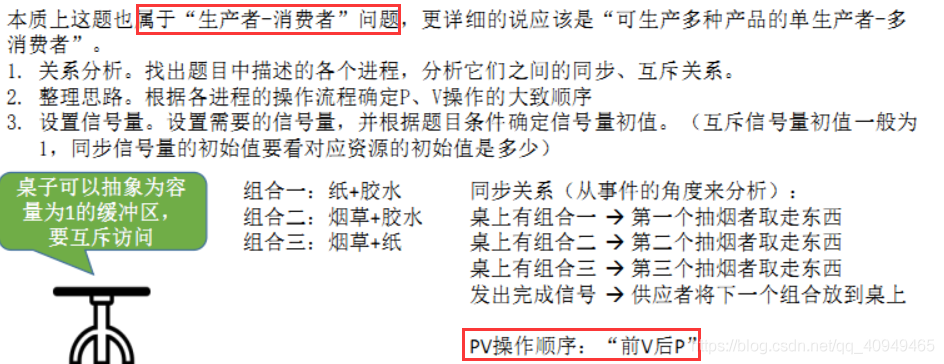 本质上这题也属于“生产者-消费者”问题，更详细的说应该是“可生产多种产品的单生产者-多
消费者”。
1. 关系分析。找出题目中描述的各个进程，分析它们之间的同步、互斥关系。
2. 整理思路。根据各进程的操作流程确定P、V操作的大致顺序
3. 设置信号量。设置需要的信号量，并根据题目条件确定信号量初值。（互斥信号量初值一般为
1，同步信号量的初始值要看对应资源的初始值是多少）
桌子可以抽象为容
量为1的缓冲区，
要互斥访问
组合一：纸+胶水
组合二：烟草+胶水
组合三：烟草+纸
同步关系（从事件的角度来分析）：
桌上有组合一 → 第一个抽烟者取走东西
桌上有组合二 → 第二个抽烟者取走东西
桌上有组合三 → 第三个抽烟者取走东西
发出完成信号 → 供应者将下一个组合放到桌上
PV操作顺序：“前V后P”
https://blog.csdn.net/qq_40949465